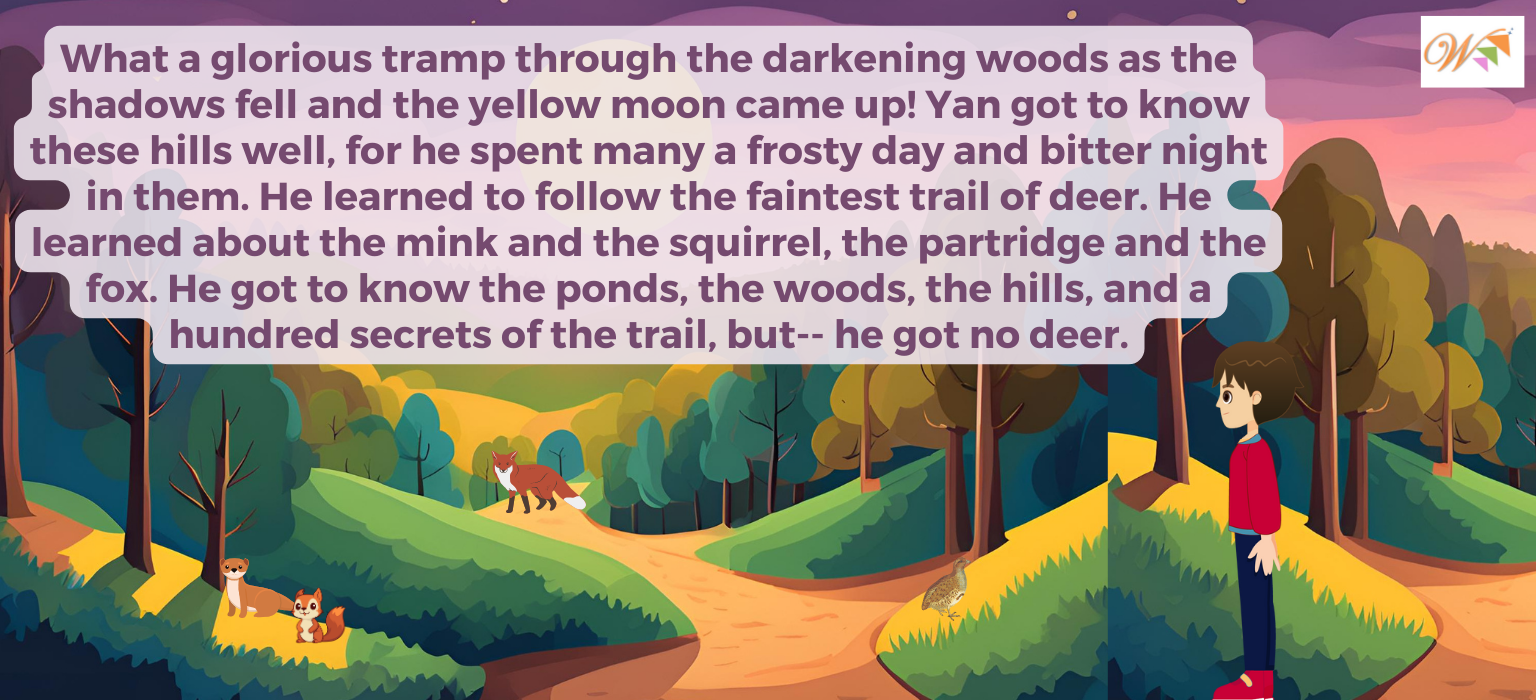 What a glorious tramp through the darkening woods as the
shadows fell and the yellow moon came up! Yan got to know
these hills well, for he spent many a frosty day and bitter night
in them. He learned to follow the faintest trail of deer. He
learned about the mink and the squirrel, the partridge and the
fox. He got to know the ponds, the woods, the hills, and a
hundred secrets of the trail, but-- he got no deer.
W